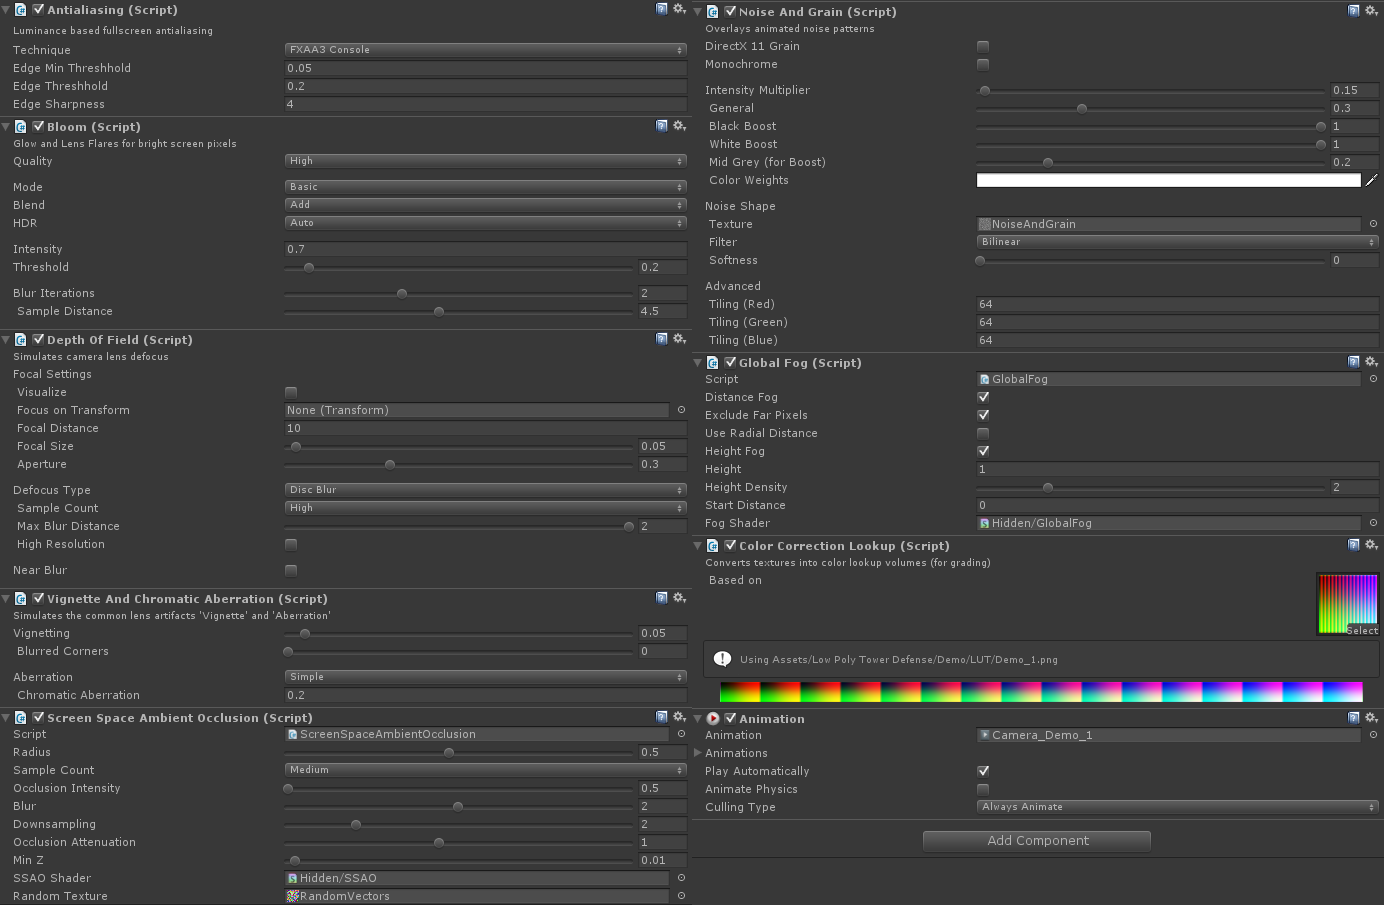 Antialiasing (Script)
Luminance based fullscreen antialiasing
Technique FXAA3 Console
Edge Min Threshhold 0.05
Edge Threshhold 0.2
Edge Sharpness 4
Bloom (Script)
Glow and Lens Flares for bright screen pixels
Quality High
Mode Basic
Blend Add
HDR Auto
Intensity 0.7
Threshold 0.2
Blur Iterations 2
Sample Distance 4.5
Depth Of Field (Script)
Simulates camera lens defocus
Focal Settings
Visualize
Focus on Transform None (Transform)
Focal Distance 10
Focal Size 0.05
Aperture 0.3
Defocus Type Disc Blur
Sample Count High
Max Blur Distance 2
High Resolution
Near Blur
Vignette And Chromatic Aberration (Script)
Simulates the common lens artifacts 'Vignette' and 'Aberration'
Vignetting 0.05
Blurred Corners 0
Aberration Simple
Chromatic Aberration 0.2
Screen Space Ambient Occlusion (Script)
Script ScreenSpaceAmbientOcclusion
Radius 0.5
Sample Count Medium
Occlusion Intensity 0.5
Blur 2
Downsampling 2
Occlusion Attenuation 1
Min Z 0.01
SSAO Shader Hidden/SSAO
Random Texture RandomVectors
Noise And Grain (Script)
Overlays animated noise patterns
DirectX 11 Grain
Monochrome
Intensity Multiplier 0.15
General 0.3
Black Boost 1
White Boost 1
Mid Grey (for Boost) 0.2
Color Weights
Noise Shape
Texture NoiseAndGrain
Filter Bilinear
Softness 0
Advanced
Tiling (Red) 64
Tiling (Green) 64
Tiling (Blue) 64
Global Fog (Script)
Script GlobalFog
Distance Fog
Exclude Far Pixels
Use Radial Distance
Height Fog
Height 1
Height Density 2
Start Distance 0
Fog Shader Hidden/GlobalFog
Color Correction Lookup (Script)
Converts textures into color lookup volumes (for grading)
Based on
Select
Using Assets/Low Poly Tower Defense/Demo/LUT/Demo_1.png
Animation
Animation Camera_Demo_1
Animations
Play Automatically
Animate Physics
Culling Type Always Animate
Add Component